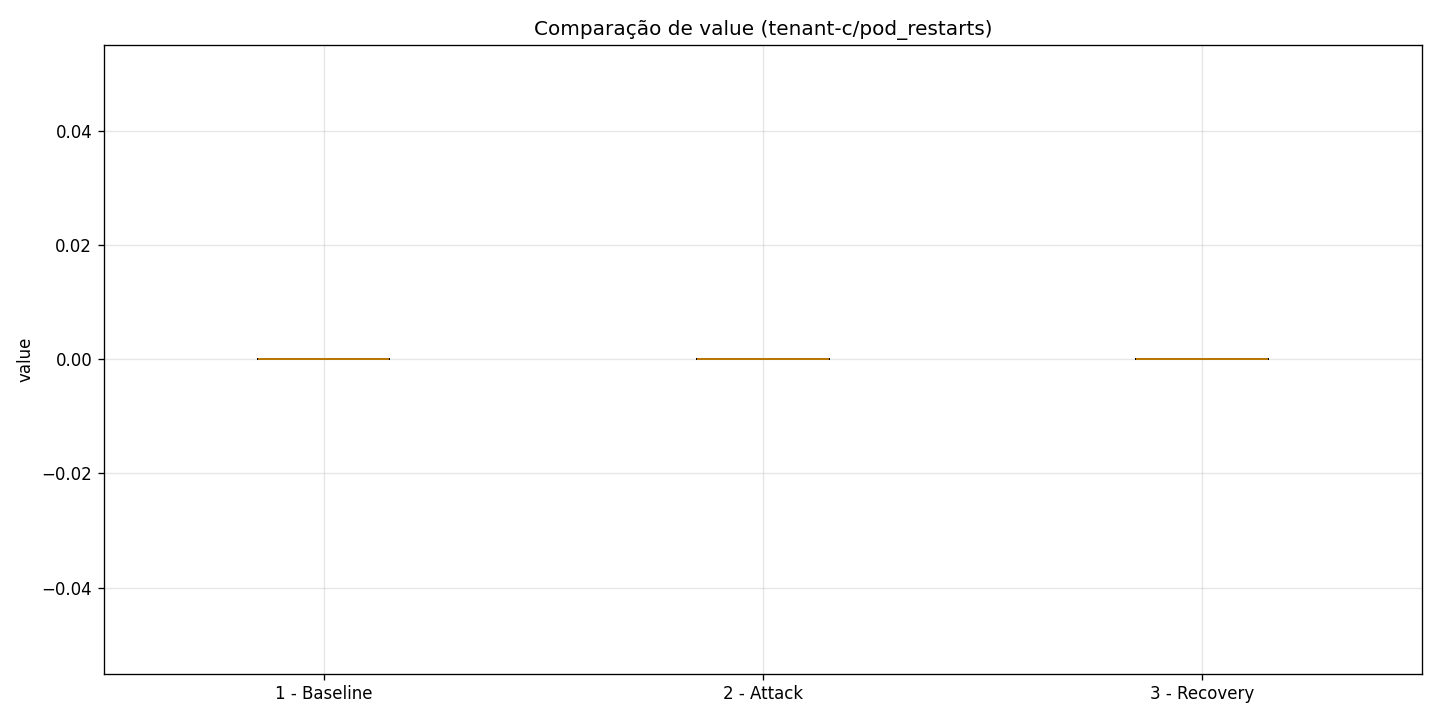 Comparação de value (tenant-c/pod_restarts)
value
0.04
0.02
0.00
−0.02
−0.04
1 - Baseline
2 - Attack
3 - Recovery